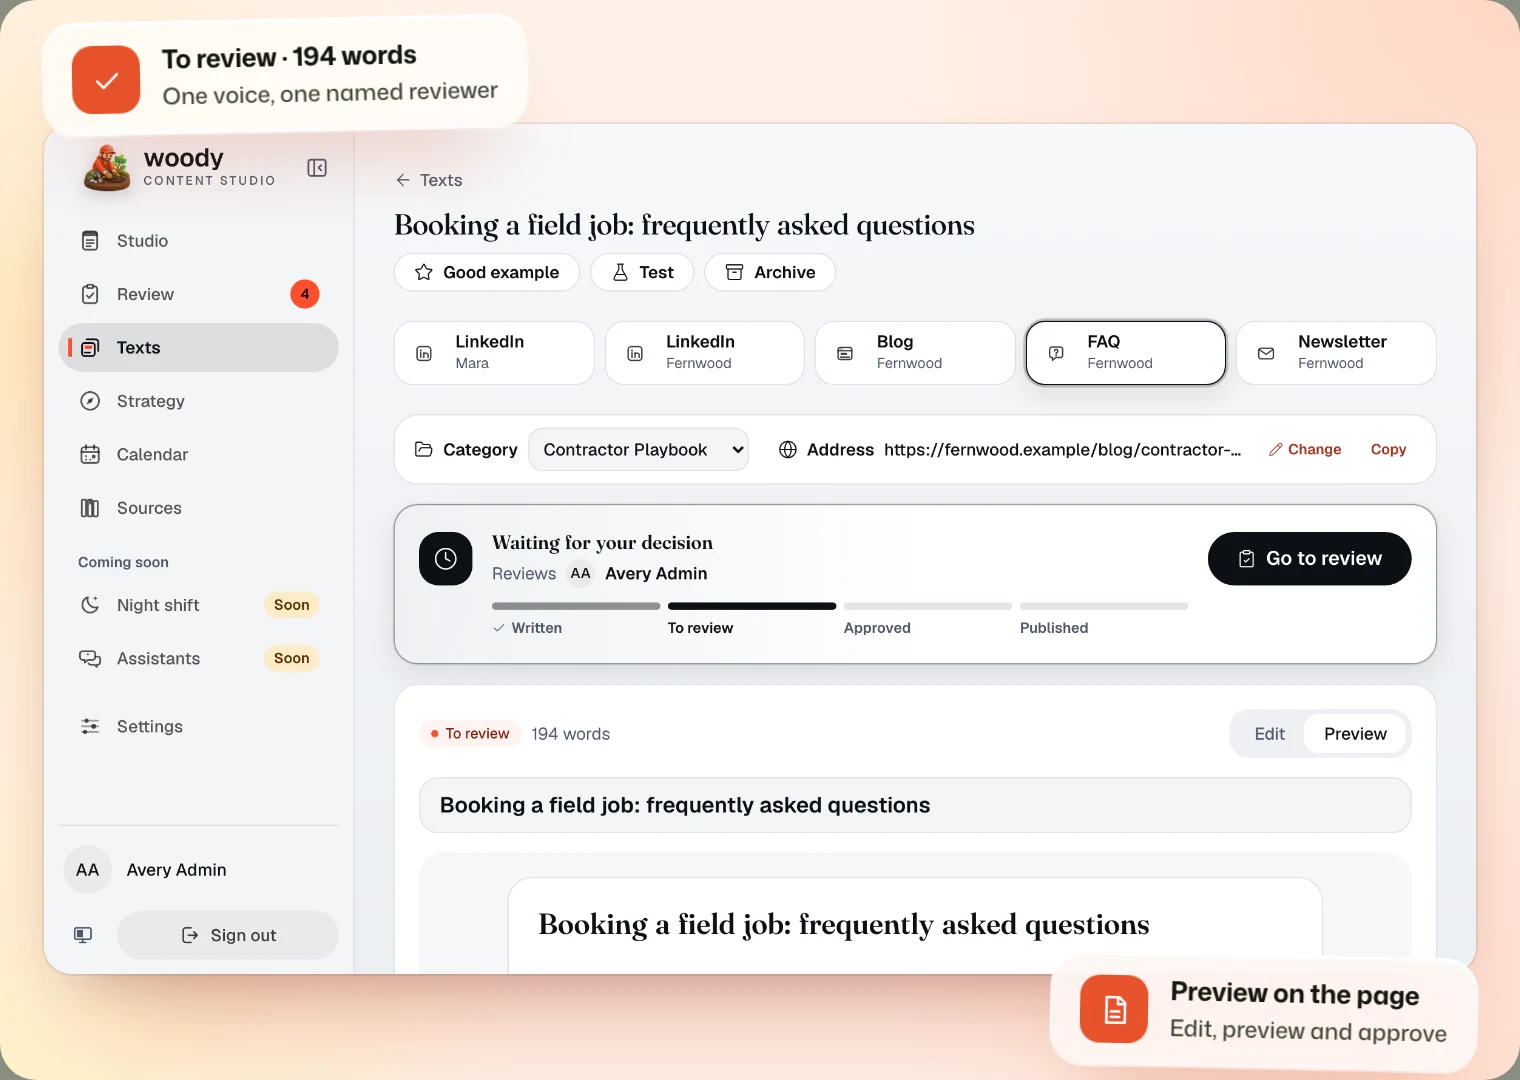 To review · 194 words
One voice, one named reviewer
woody
CONTENT STUDIO
Studio
Review
4
Texts
Strategy
Calendar
Sources
Coming soon
Night shift
Soon
Assistants
Soon
Settings
AA
Avery Admin
Sign out
Texts
Booking a field job: frequently asked questions
Good example
Test
Archive
LinkedIn
Mara
LinkedIn
Fernwood
Blog
Fernwood
FAQ
Fernwood
Newsletter
Fernwood
Category
Contractor Playbook
Address
https://fernwood.example/blog/contractor-...
Change
Copy
Waiting for your decision
Reviews AA Avery Admin
Go to review
Written
To review
Approved
Published
To review
194 words
Edit
Preview
Booking a field job: frequently asked questions
Booking a field job: frequently asked questions
Preview on the page
Edit, preview and approve